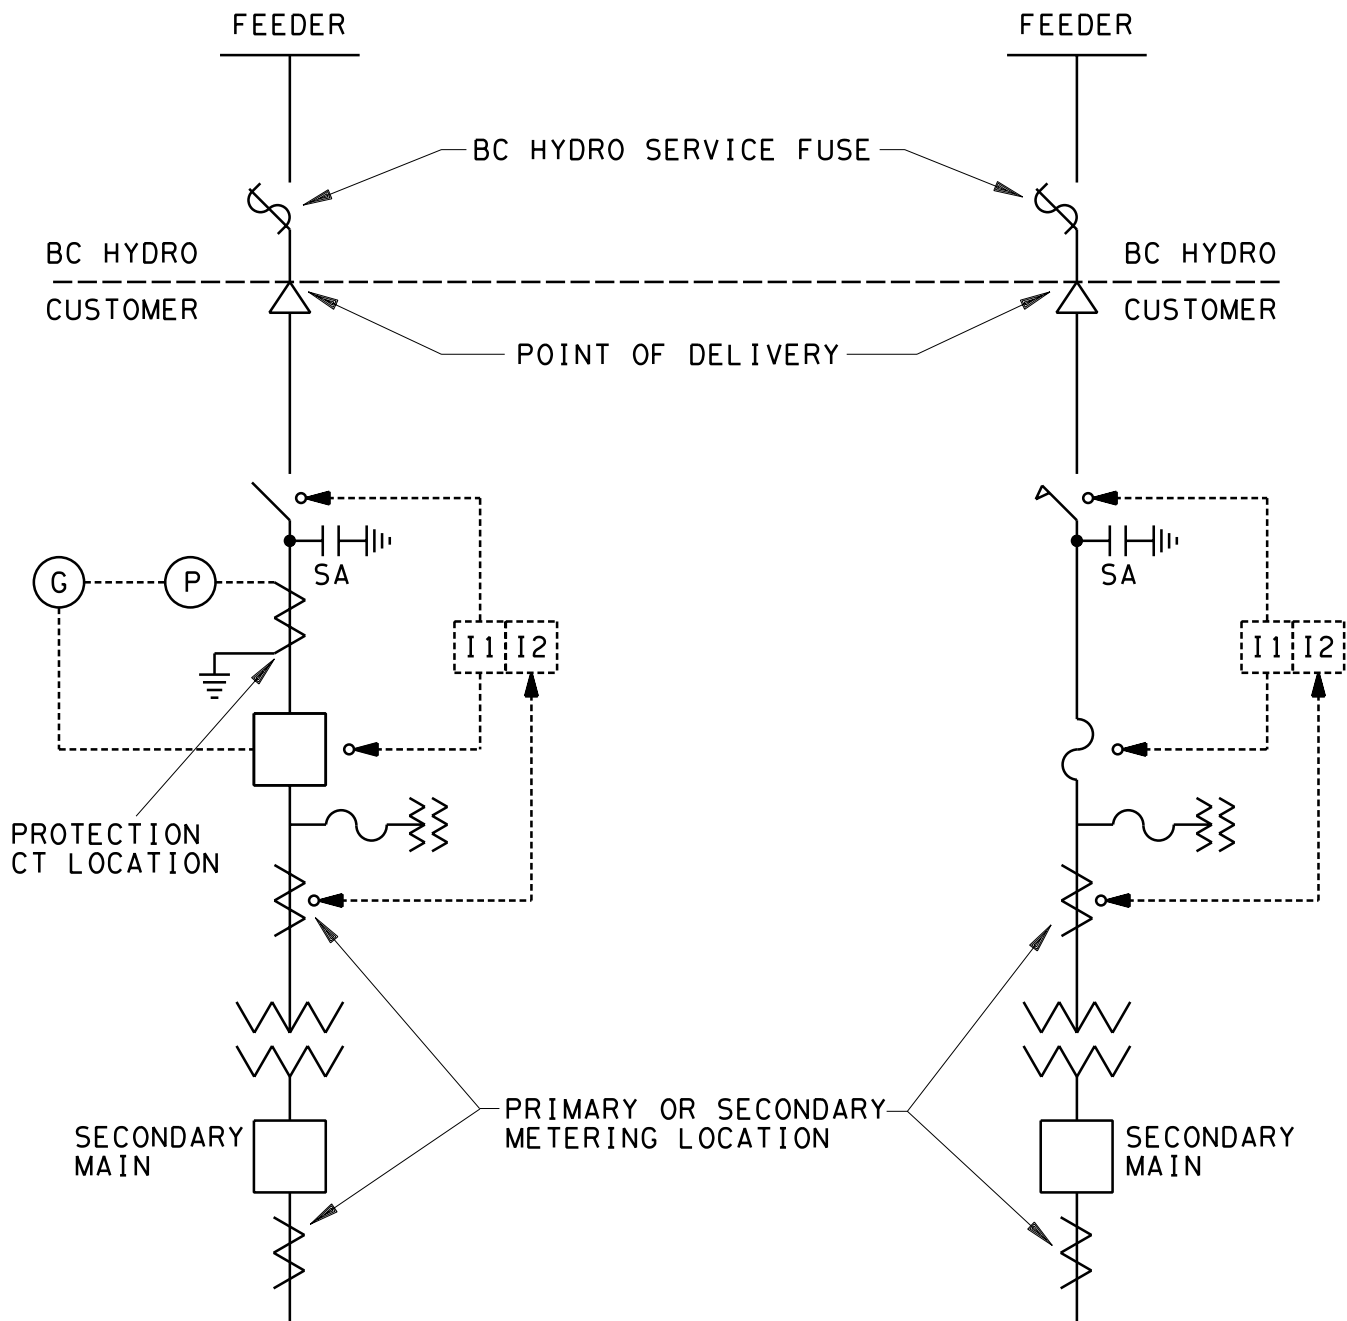 FEEDER
FEEDER
BC HYDRO SERVICE FUSE
BC HYDRO
BC HYDRO
CUSTOMER
CUSTOMER
POINT OF DELIVERY
SA
SA
G
P
I1
I2
I1
I2
PROTECTION
CT LOCATION
PRIMARY OR SECONDARY
METERING LOCATION
SECONDARY
MAIN
SECONDARY
MAIN